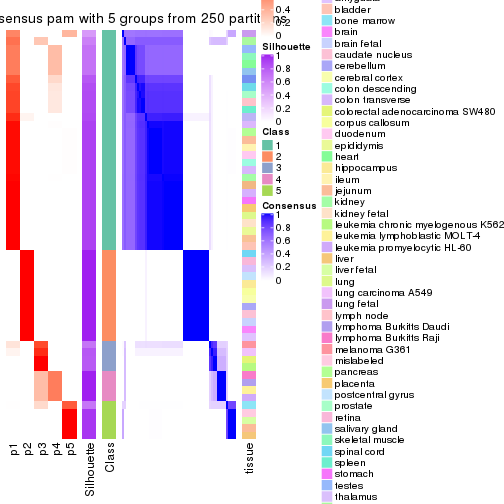 sensus pam with 5 groups from 250 partitions
0.4
0.2
0
Silhouette
1
0.8
0.6
0.4
0.2
0
Class
1
2
3
4
5
Consensus
1
0.8
0.6
0.4
0.2
0
bladder
bone marrow
brain
brain fetal
caudate nucleus
cerebellum
cerebral cortex
colon descending
colon transverse
colorectal adenocarcinoma SW480
corpus callosum
duodenum
epididymis
heart
hippocampus
ileum
jejunum
kidney
kidney fetal
leukemia chronic myelogenous K562
leukemia lymphoblastic MOLT-4
leukemia promyelocytic HL-60
liver
liver fetal
lung
lung carcinoma A549
lung fetal
lymph node
lymphoma Burkitts Daudi
lymphoma Burkitts Raji
melanoma G361
mislabeled
pancreas
placenta
postcentral gyrus
prostate
retina
salivary gland
skeletal muscle
spinal cord
spleen
stomach
testes
thalamus
p1
p2
p3
p4
p5
Silhouette
Class
tissue